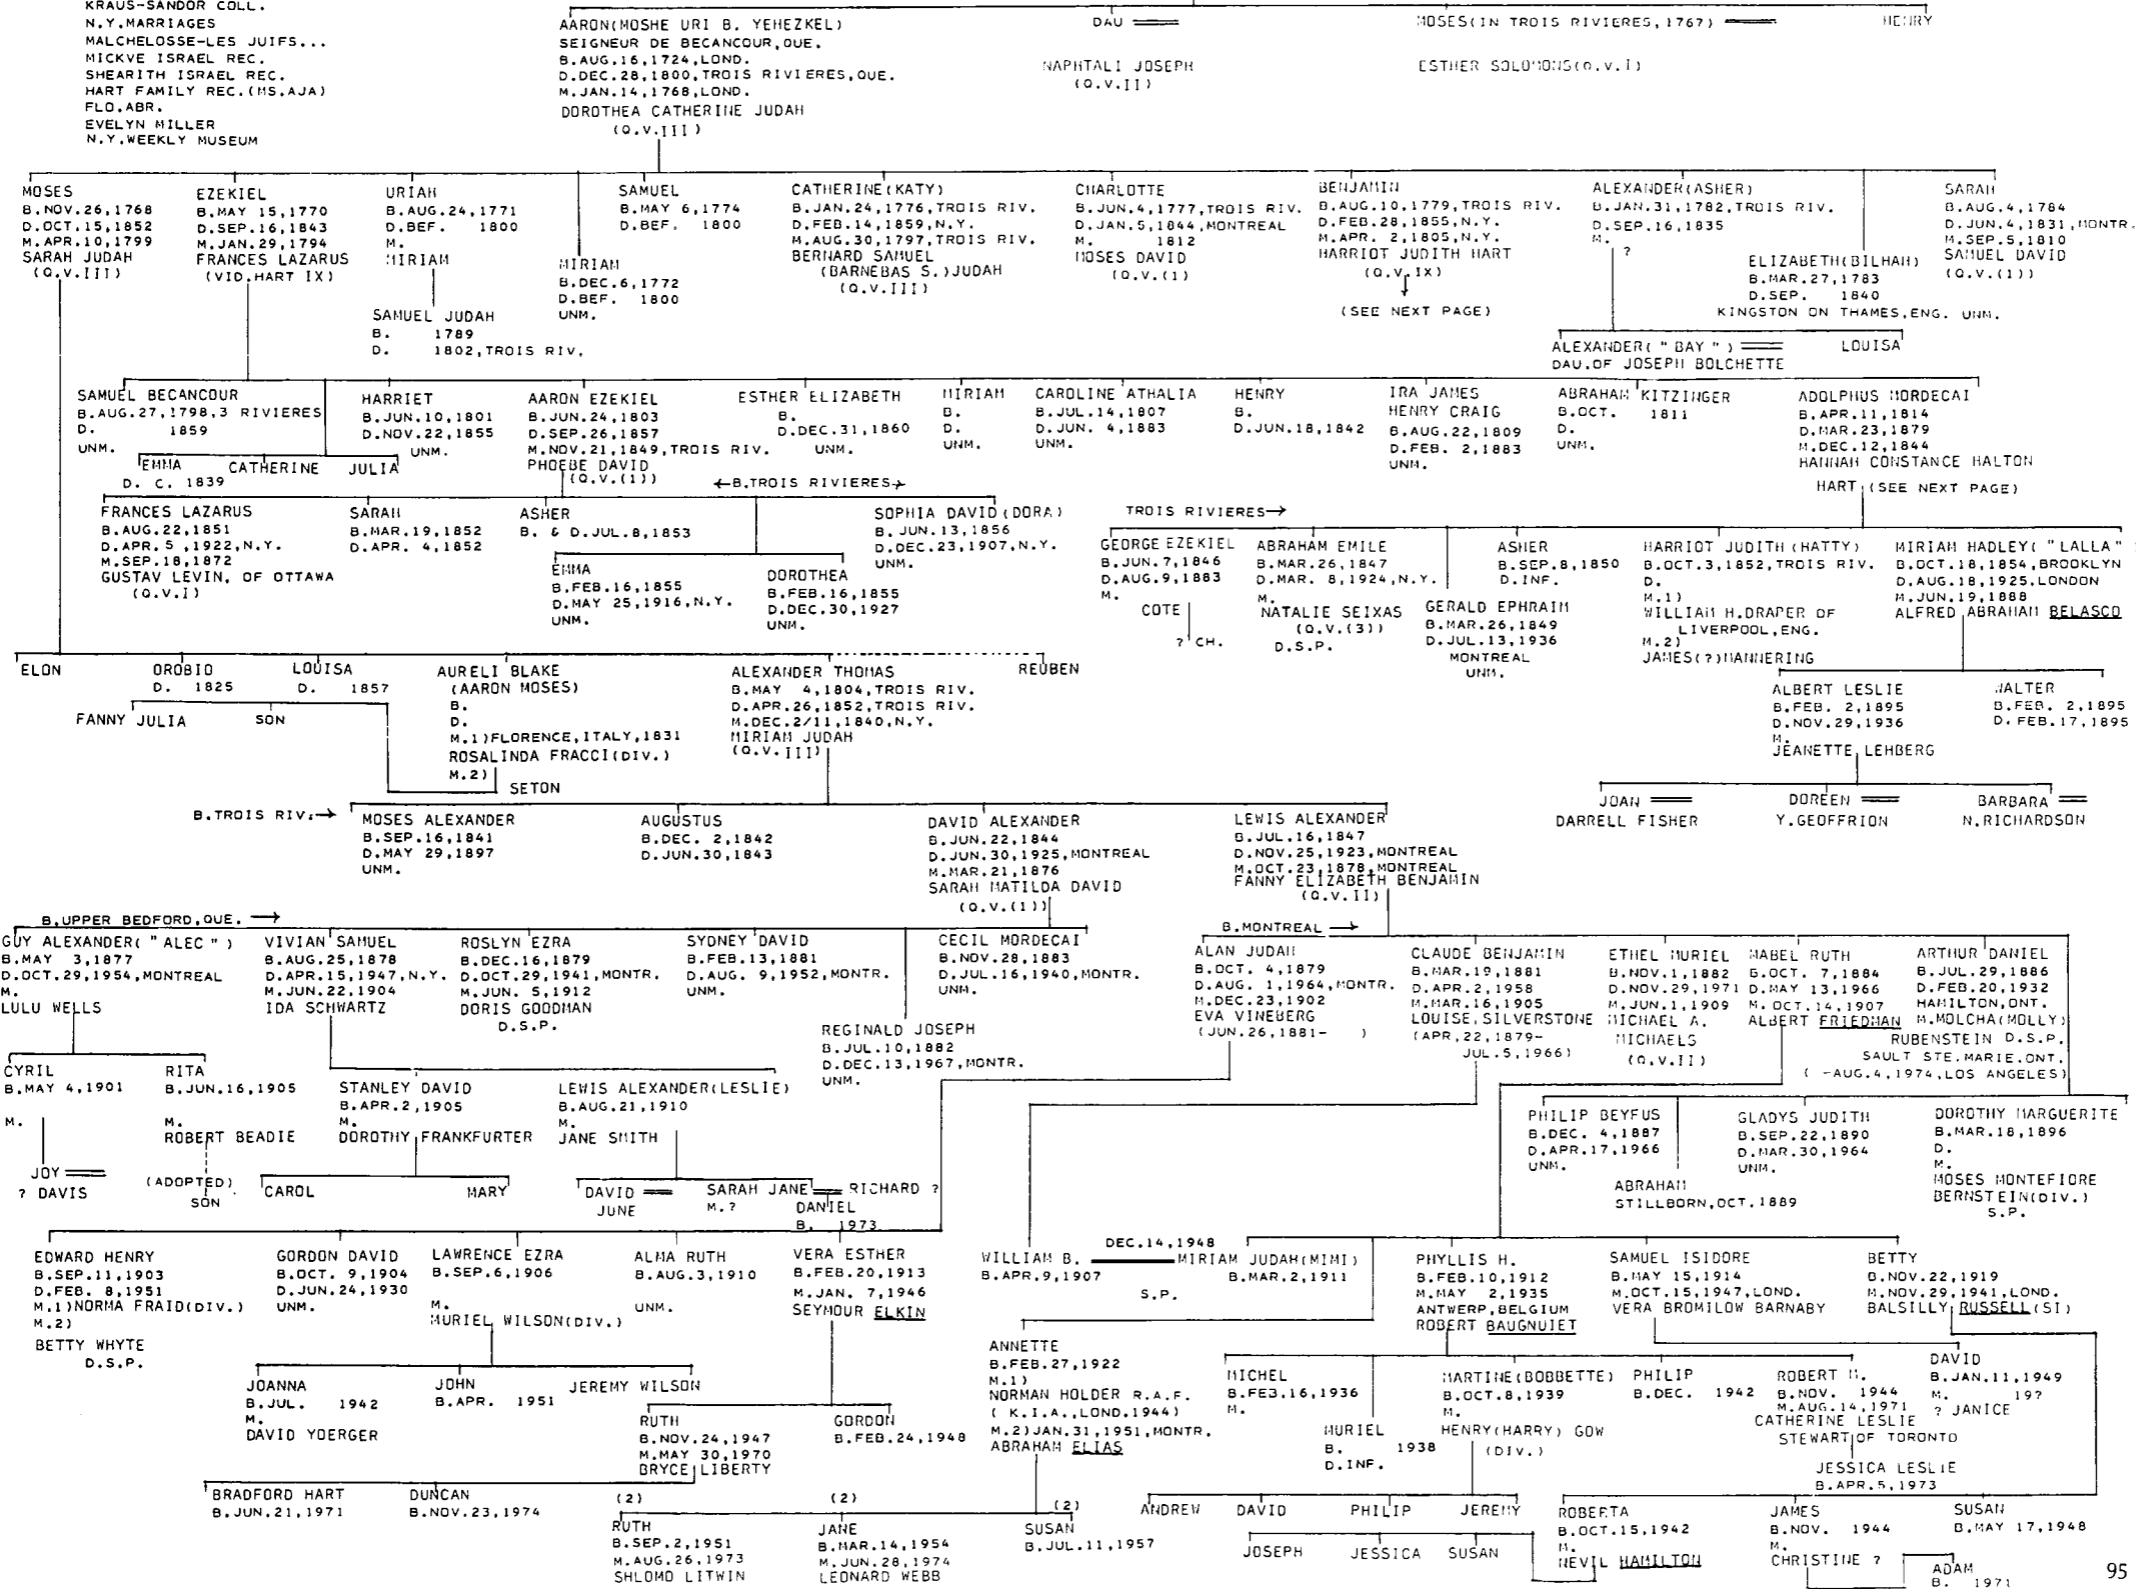 KRAUS-SANDOR COLL.
N.Y.MARRIAGES
MALCHELOSSE-LES JUIFS...
MICKVE ISRAEL REC.
SHEARITH ISRAEL REC.
HART FAMILY REC.(MS.AJA)
FLO.ABR.
EVELYN MILLER
N.Y.WEEKLY MUSEUM
AARON(MOSHE URI B. YEHEZKEL)
SEIGNEUR DE BECANCOUR,QUE.
B.AUG.16,1724,LOND.
D.DEC.28,1800,TROIS RIVIERES,QUE.
M.JAN.14,1768,LOND.
DOROTHEA CATHERINE JUDAH
(Q.V.III)
DAU
NAPHTALI JOSEPH
(Q.V.II)
MOSES(IN TROIS RIVIERES,1767)
ESTHER SOLOMONS(Q.V.I)
HENRY
MOSES
B.NOV.26,1768
D.OCT.15,1852
M.APR.10,1799
SARAH JUDAH
(Q.V.III)
EZEKIEL
B.MAY 15,1770
D.SEP.16,1843
M.JAN.29,1794
FRANCES LAZARUS
(VID.HART IX)
URIAH
B.AUG.24,1771
D.BEF. 1800
M.
MIRIAM
SAMUEL JUDAH
B. 1789
D. 1802,TROIS RIV.
MIRIAM
B.DEC.6,1772
D.BEF. 1800
UNM.
SAMUEL
B.MAY 6,1774
D.BEF. 1800
CATHERINE(KATY)
B.JAN.24,1776,TROIS RIV.
D.FEB.14,1859,N.Y.
M.AUG.30,1797,TROIS RIV.
BERNARD SAMUEL
(BARNEBAS S.)JUDAH
(Q.V.III)
CHARLOTTE
B.JUN.4,1777,TROIS RIV.
D.JAN.5,1844,MONTREAL
M. 1812
MOSES DAVID
(Q.V.(1)
BENJAMIN
B.AUG.10,1779,TROIS RIV.
D.FEB.28,1855,N.Y.
M.APR. 2,1805,N.Y.
HARRIOT JUDITH HART
(Q.V.IX)
↓
(SEE NEXT PAGE)
ALEXANDER(ASHER)
B.JAN.31,1782,TROIS RIV.
D.SEP.16,1835
M.
?
ELIZABETH(BILHAH)
B.MAR.27,1783
D.SEP. 1840
KINGSTON ON THAMES,ENG. UNM.
SARAH
B.AUG.4,1784
D.JUN.4,1831,MONTR.
M.SEP.5,1810
SAMUEL DAVID
(Q.V.(1))
ALEXANDER("BAY")
DAU.OF JOSEPH BOLCHETTE
LOUISA
SAMUEL BECANCOUR
B.AUG.27,1798,3 RIVIERES
D. 1859
UNM.
EMMA
D. C. 1839
CATHERINE
JULIA
HARRIET
B.JUN.10,1801
D.NOV.22,1855
UNM.
AARON EZEKIEL
B.JUN.24,1803
D.SEP.26,1857
M.NOV.21,1849,TROIS RIV.
PHOEBE DAVID
(Q.V.(1))
ESTHER ELIZABETH
B.
D.DEC.31,1860
UNM.
MIRIAM
B.
D.
UNM.
CAROLINE ATHALIA
B.JUL.14,1807
D.JUN. 4,1883
UNM.
HENRY
B.
D.JUN.18,1842
IRA JAMES
HENRY CRAIG
B.AUG.22,1809
D.FEB. 2,1883
UNM.
ABRAHAM KITZINGER
B.OCT. 1811
D.
UNM.
ADOLPHUS MORDECAI
B.APR.11,1814
D.MAR.23,1879
M.DEC.12,1844
HANNAH CONSTANCE HALTON
HART (SEE NEXT PAGE)
←B.TROIS RIVIERES→
FRANCES LAZARUS
B.AUG.22,1851
D.APR.5 ,1922,N.Y.
M.SEP.18,1872
GUSTAV LEVIN, OF OTTAWA
(Q.V.I)
SARAH
B.MAR.19,1852
D.APR. 4,1852
ASHER
B. & D.JUL.8,1853
EMMA
B.FEB.16,1855
D.MAY 25,1916,N.Y.
UNM.
DOROTHEA
B.FEB.16,1855
D.DEC.30,1927
UNM.
SOPHIA DAVID(DORA)
B.JUN.13,1856
D.DEC.23,1907,N.Y.
UNM.
TROIS RIVIERES→
GEORGE EZEKIEL
B.JUN.7,1846
D.AUG.9,1883
M.
COTE
? CH.
ABRAHAM EMILE
B.MAR.26,1847
D.MAR. 8,1924,N.Y.
M.
NATALIE SEIXAS
(Q.V.(3))
D.S.P.
GERALD EPHRAIM
B.MAR.26,1849
D.JUL.13,1936
MONTREAL
UNM.
ASHER
B.SEP.8,1850
D.INF.
HARRIOT JUDITH (HATTY)
B.OCT.3,1852,TROIS RIV.
D.
M.1)
WILLIAM H.DRAPER OF
LIVERPOOL,ENG.
M.2)
JAMES(?)MANNERING
MIRIAM HADLEY("LALLA")
B.OCT.18,1854,BROOKLYN
D.AUG.18,1925,LONDON
M.JUN.19,1888
ALFRED ABRAHAM BELASCO
ELON
OROBIO
D. 1825
LOUISA
D. 1857
AURELI BLAKE
(AARON MOSES)
B.
D.
M.1)FLORENCE,ITALY,1831
ROSALINDA FRACCI(DIV.)
M.2)
SETON
ALEXANDER THOMAS
B.MAY 4,1804,TROIS RIV.
D.APR.26,1852,TROIS RIV.
M.DEC.2/11,1840,N.Y.
MIRIAM JUDAH
(Q.V.III)
REUBEN
FANNY JULIA
SON
ALBERT LESLIE
B.FEB. 2,1895
D.NOV.29,1936
M.
JEANETTE LEHBERG
WALTER
B.FEB. 2,1895
D.FEB.17,1895
JOAN
DARRELL FISHER
DOREEN
Y.GEOFFRION
BARBARA
N.RICHARDSON
B.TROIS RIV.→
MOSES ALEXANDER
B.SEP.16,1841
D.MAY 29,1897
UNM.
AUGUSTUS
B.DEC. 2,1842
D.JUN.30,1843
DAVID ALEXANDER
B.JUN.22,1844
D.JUN.30,1925,MONTREAL
M.MAR.21,1876
SARAH MATILDA DAVID
(Q.V.(1))
LEWIS ALEXANDER
B.JUL.16,1847
D.NOV.25,1923,MONTREAL
M.OCT.23,1878,MONTREAL
FANNY ELIZABETH BENJAMIN
(Q.V.II)
B.UPPER BEDFORD,QUE. →
GUY ALEXANDER("ALEC")
B.MAY 3,1877
D.OCT.29,1954,MONTREAL
M.
LULU WELLS
VIVIAN SAMUEL
B.AUG.25,1878
D.APR.15,1947,N.Y.
M.JUN.22,1904
IDA SCHWARTZ
ROSLYN EZRA
B.DEC.16,1879
D.OCT.29,1941,MONTR.
M.JUN. 5,1912
DORIS GOODMAN
D.S.P.
SYDNEY DAVID
B.FEB.13,1881
D.AUG. 9,1952,MONTR.
UNM.
REGINALD JOSEPH
B.JUL.10,1882
D.DEC.13,1967,MONTR.
UNM.
CECIL MORDECAI
B.NOV.28,1883
D.JUL.16,1940,MONTR.
UNM.
B.MONTREAL →
ALAN JUDAH
B.OCT. 4,1879
D.AUG. 1,1964,MONTR.
M.DEC.23,1902
EVA VINEBERG
(JUN.26,1881- )
CLAUDE BENJAMIN
B.MAR.19,1881
D.APR.2,1958
M.MAR.16,1905
LOUISE SILVERSTONE
(APR.22,1879-
JUL.5,1966)
ETHEL MURIEL
B.NOV.1,1882
D.NOV.29,1971
M.JUN.1,1909
MICHAEL A.
MICHAELS
(Q.V.II)
MABEL RUTH
B.OCT. 7,1884
D.MAY 13,1966
M.OCT.14,1907
ALBERT FRIEDMAN
ARTHUR DANIEL
B.JUL.29,1886
D.FEB.20,1932
HAMILTON,ONT.
M.MOLCHA(MOLLY)
RUBENSTEIN D.S.P.
SAULT STE.MARIE.ONT.
( -AUG.4,1974,LOS ANGELES)
CYRIL
B.MAY 4,1901
M.
JOY
? DAVIS
RITA
B.JUN.16,1905
M.
ROBERT BEADIE
(ADOPTED)
SON
STANLEY DAVID
B.APR.2,1905
M.
DOROTHY FRANKFURTER
LEWIS ALEXANDER(LESLIE)
B.AUG.21,1910
M.
JANE SMITH
CAROL
MARY
DAVID
JUNE
SARAH JANE
M.?
RICHARD ?
DANIEL
B. 1973
PHILIP BEYFUS
B.DEC. 4,1887
D.APR.17,1966
UNM.
ABRAHAM
STILLBORN,OCT.1889
GLADYS JUDITH
B.SEP.22,1890
D.MAR.30,1964
UNM.
DOROTHY MARGUERITE
B.MAR.18,1896
D.
M.
MOSES MONTEFIORE
BERNSTEIN(DIV.)
S.P.
EDWARD HENRY
B.SEP.11,1903
D.FEB. 8,1951
M.1)NORMA FRAID(DIV.)
M.2)
BETTY WHYTE
D.S.P.
GORDON DAVID
B.OCT. 9,1904
D.JUN.24,1930
UNM.
LAWRENCE EZRA
B.SEP.6,1906
M.
MURIEL WILSON(DIV.)
ALMA RUTH
B.AUG.3,1910
UNM.
VERA ESTHER
B.FEB.20,1913
M.JAN. 7,1946
SEYMOUR ELKIN
WILLIAM B.
B.APR.9,1907
DEC.14,1948
MIRIAM JUDAH(MIMI)
B.MAR.2,1911
S.P.
PHYLLIS H.
B.FEB.10,1912
M.MAY 2,1935
ANTWERP,BELGIUM
ROBERT BAUGNUIET
SAMUEL ISIDORE
B.MAY 15,1914
M.OCT.15,1947,LOND.
VERA BROMILOW BARNABY
BETTY
B.NOV.22,1919
M.NOV.29,1941,LOND.
BALSILLY RUSSELL(SI)
ANNETTE
B.FEB.27,1922
M.1)
NORMAN HOLDER R.A.F.
( K.I.A.,LOND.1944)
M.2)JAN.31,1951,MONTR.
ABRAHAM ELIAS
JOANNA
B.JUL. 1942
M.
DAVID YOERGER
JOHN
B.APR. 1951
JEREMY WILSON
RUTH
B.NOV.24,1947
M.MAY 30,1970
BRYCE LIBERTY
GORDON
B.FEB.24,1948
MICHEL
B.FEB.16,1936
M.
MURIEL
B. 1938
D.INF.
MARTINE(BOBBETTE)
B.OCT.8,1939
M.
HENRY(HARRY) GOW
(DIV.)
PHILIP
B.DEC. 1942
ROBERT M.
B.NOV. 1944
M.AUG.14,1971
CATHERINE LESLIE
STEWART OF TORONTO
JESSICA LESLIE
B.APR.5,1973
DAVID
B.JAN.11,1949
M. 19?
? JANICE
BRADFORD HART
B.JUN.21,1971
DUNCAN
B.NOV.23,1974
(2)
RUTH
B.SEP.2,1951
M.AUG.26,1973
SHLOMO LITWIN
(2)
JANE
B.MAR.14,1954
M.JUN.28,1974
LEONARD WEBB
(2)
SUSAN
B.JUL.11,1957
ANDREW
DAVID
PHILIP
JEREMY
JOSEPH
JESSICA
SUSAN
ROBERTA
B.OCT.15,1942
M.
NEVIL HAMILTON
JAMES
B.NOV. 1944
M.
CHRISTINE ?
SUSAN
B.MAY 17,1948
ADAM
B. 1971
95